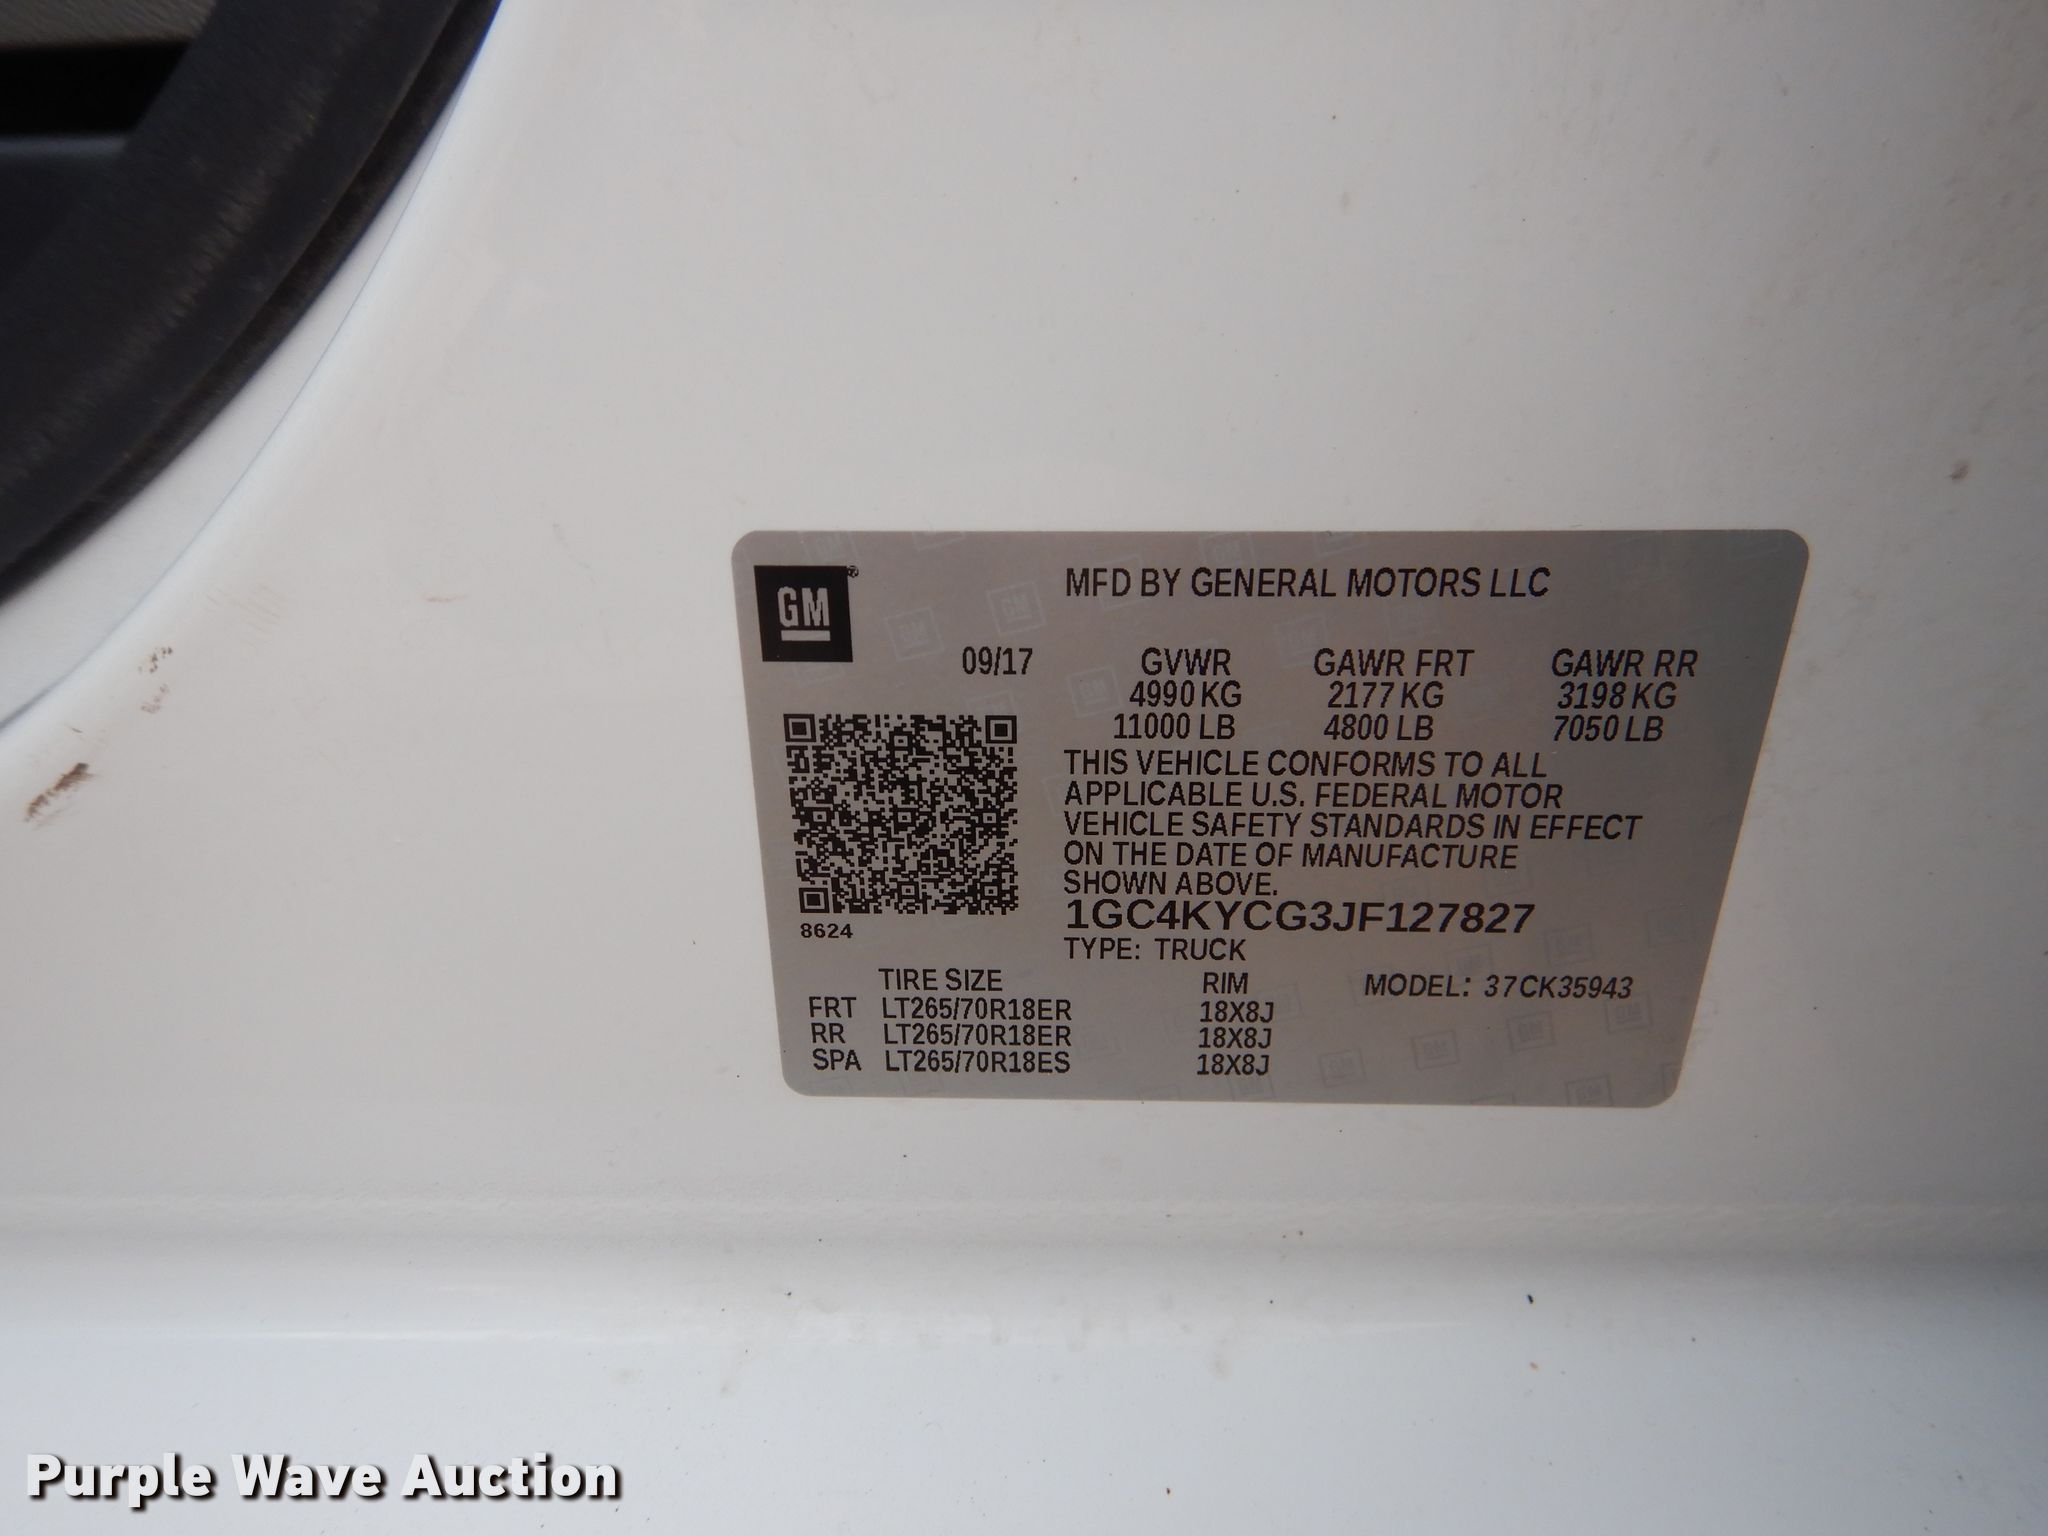 GM®
MFD BY GENERAL MOTORS LLC
09/17 GVWR GAWR FRT GAWR RR
4990 KG 2177 KG 3198 KG
11000 LB 4800 LB 7050 LB
THIS VEHICLE CONFORMS TO ALL
APPLICABLE U.S. FEDERAL MOTOR
VEHICLE SAFETY STANDARDS IN EFFECT
ON THE DATE OF MANUFACTURE
SHOWN ABOVE.
1GC4KYCG3JF127827
8624
TYPE: TRUCK
TIRE SIZE RIM MODEL: 37CK35943
FRT LT265/70R18ER 18X8J
RR LT265/70R18ER 18X8J
SPA LT265/70R18ES 18X8J
Purple Wave Auction